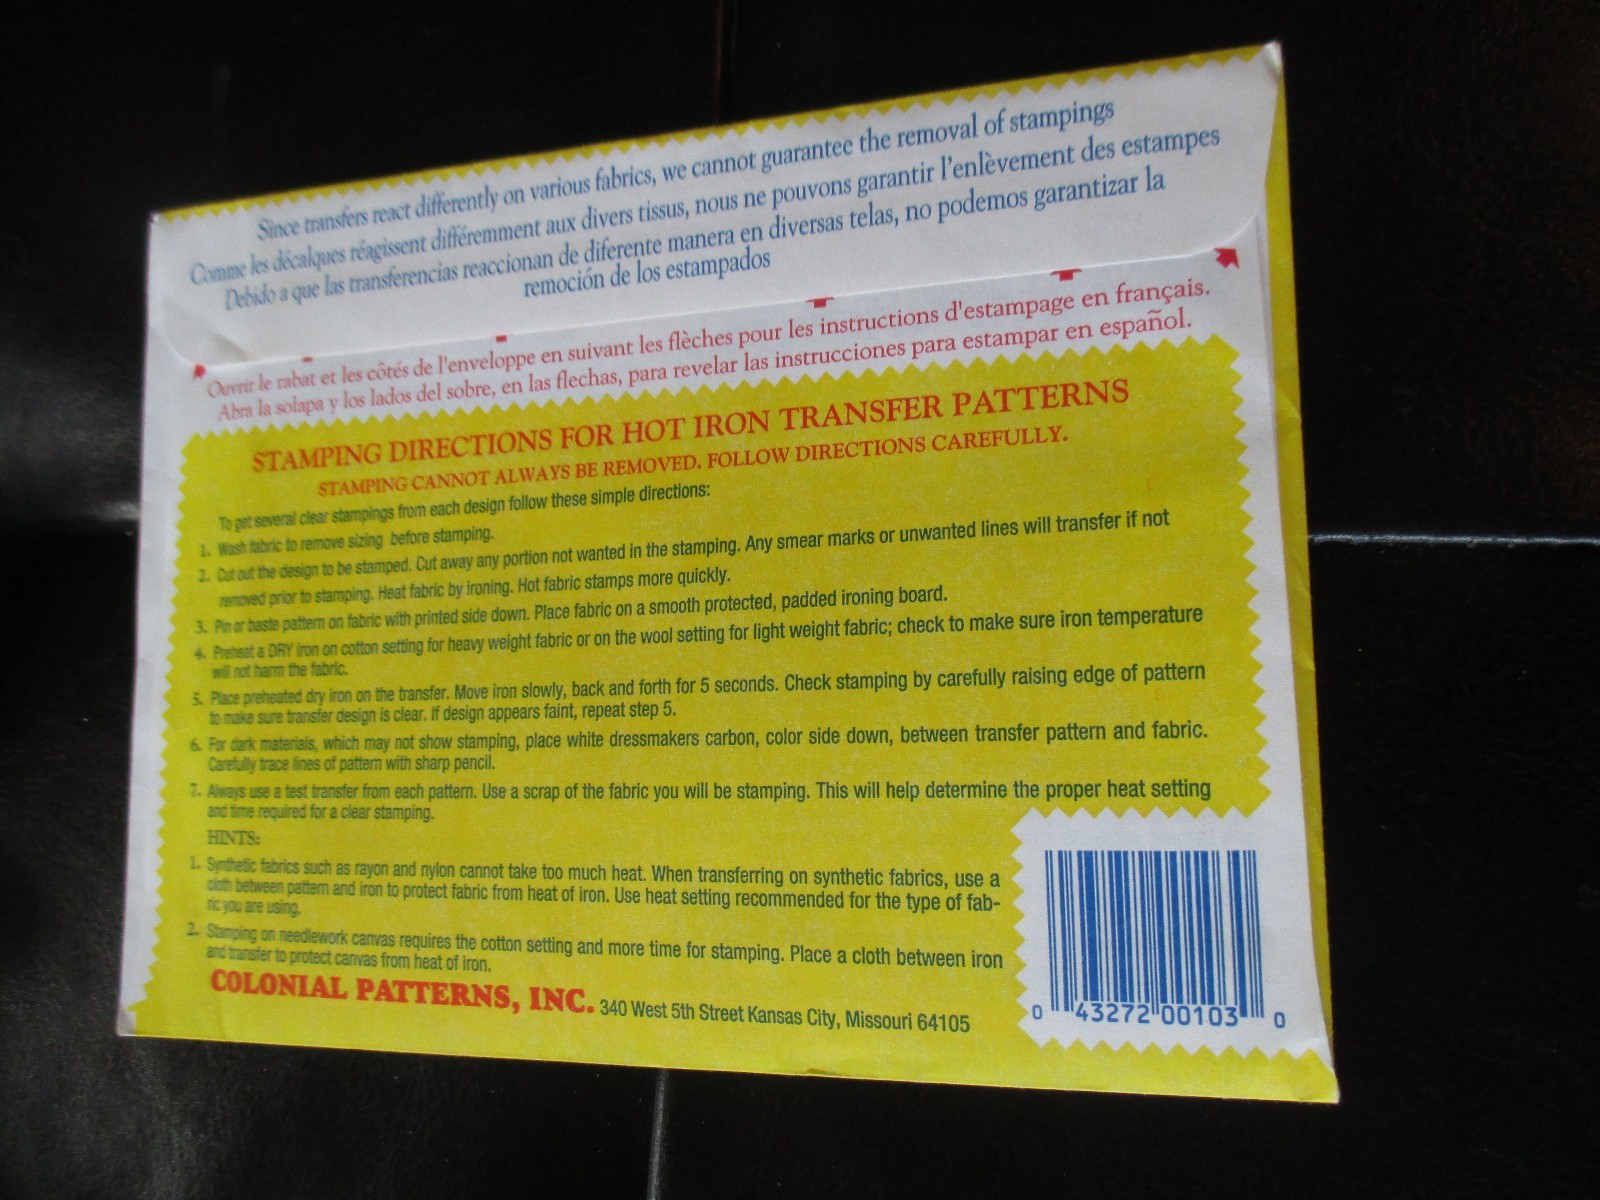 Since transfers react differently on various fabrics, we cannot guarantee the removal of stampings
Comme les décalques réagissent différemment aux divers tissus, nous ne pouvons garantir l'enlèvement des estampes
Debido a que las transferencias reaccionan de diferente manera en diversas telas, no podemos garantizar la
remoción de los estampados
Ouvrir le rabat et les côtés de l'enveloppe en suivant les flèches pour les instructions d'estampage en français.
Abra la solapa y los lados del sobre, en las flechas, para revelar las instrucciones para estampar en español.
STAMPING DIRECTIONS FOR HOT IRON TRANSFER PATTERNS
STAMPING CANNOT ALWAYS BE REMOVED. FOLLOW DIRECTIONS CAREFULLY.
To get several clear stampings from each design follow these simple directions:
1. Wash fabric to remove sizing before stamping.
2. Cut out the design to be stamped. Cut away any portion not wanted in the stamping. Any smear marks or unwanted lines will transfer if not
removed prior to stamping. Heat fabric by ironing. Hot fabric stamps more quickly.
3. Pin or baste pattern on fabric with printed side down. Place fabric on a smooth protected, padded ironing board.
4. Preheat a DRY iron on cotton setting for heavy weight fabric or on the wool setting for light weight fabric; check to make sure iron temperature
will not harm the fabric.
5. Place preheated dry iron on the transfer. Move iron slowly, back and forth for 5 seconds. Check stamping by carefully raising edge of pattern
to make sure transfer design is clear. If design appears faint, repeat step 5.
6. For dark materials, which may not show stamping, place white dressmakers carbon, color side down, between transfer pattern and fabric.
Carefully trace lines of pattern with sharp pencil.
7. Always use a test transfer from each pattern. Use a scrap of the fabric you will be stamping. This will help determine the proper heat setting
and time required for a clear stamping.
HINTS:
1. Synthetic fabrics such as rayon and nylon cannot take too much heat. When transferring on synthetic fabrics, use a
cloth between pattern and iron to protect fabric from heat of iron. Use heat setting recommended for the type of fab-
ric you are using.
2. Stamping on needlework canvas requires the cotton setting and more time for stamping. Place a cloth between iron
and transfer to protect canvas from heat of iron.
COLONIAL PATTERNS, INC. 340 West 5th Street Kansas City, Missouri 64105
0 43272 00103 0